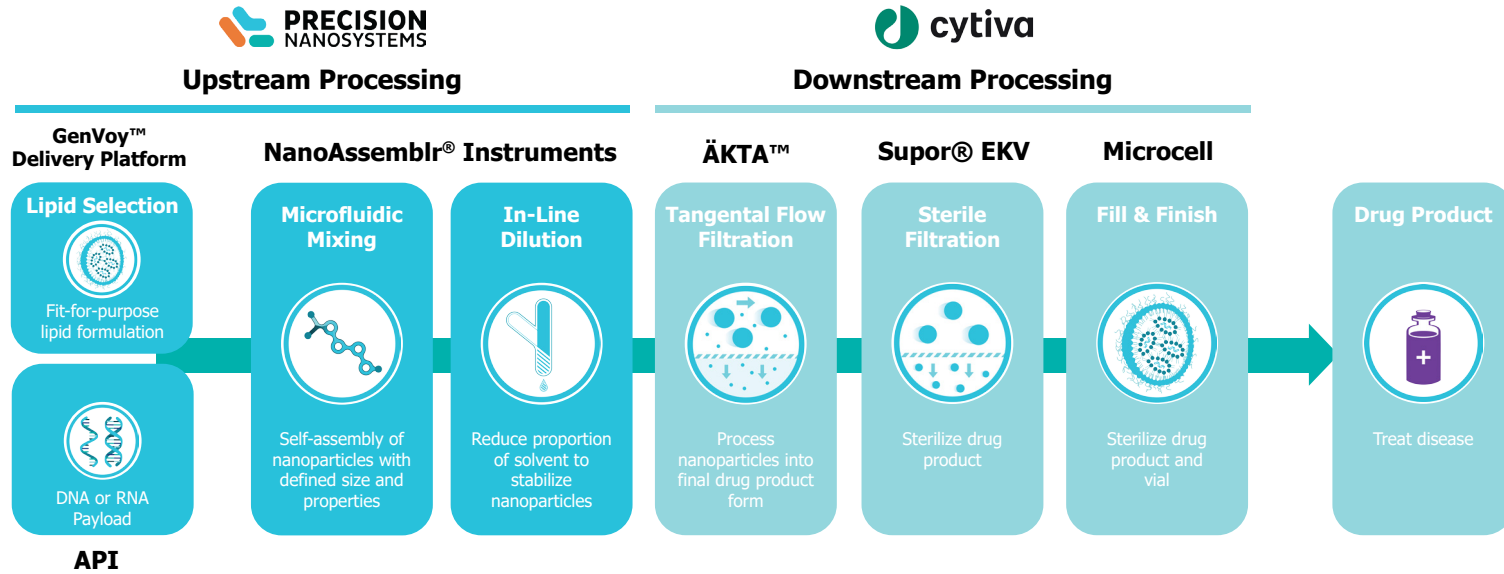 PRECISION
NANOSYSTEMS
cytiva
Upstream Processing
Downstream Processing
GenVoy™
Delivery Platform
NanoAssemblr® Instruments
ÄKTA™
Supor® EKV
Microcell
Lipid Selection
Fit-for-purpose
lipid formulation
DNA or RNA
Payload
API
Microfluidic
Mixing
Self-assembly of
nanoparticles with
defined size and
properties
In-Line
Dilution
Reduce proportion
of solvent to
stabilize
nanoparticles
Tangental Flow
Filtration
Process
nanoparticles into
final drug product
form
Sterile
Filtration
Sterilize drug
product
Fill & Finish
Sterilize drug
product and
vial
Drug Product
Treat disease